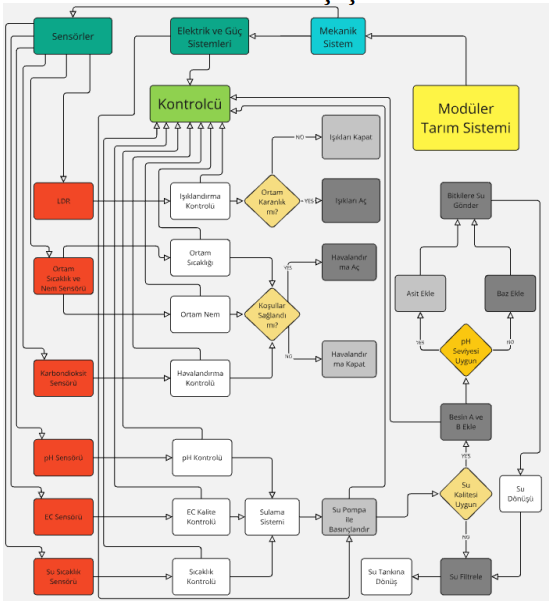 Sensörler
Elektrik ve Güç
Sistemleri
Mekanik
Sistem
Kontrolcü
Modüler
Tarım Sistemi
Işıkları Kapat
NO
LDR
Işıklandırma
Kontrolü
Ortam
Karanlık
mı?
YES
Işıkları Aç
Bitkilere Su
Gönder
Ortam
Sıcaklığı
Ortam
Sıcaklık ve
Nem Sensörü
Ortam Nem
Koşullar
Sağlandı
mı?
YES
Havalandır
ma Aç
NO
Havalandır
ma Kapat
Asit Ekle
Baz Ekle
pH
Seviyesi
Uygun
YES
NO
Karbondioksit
Sensörü
Havalandırma
Kontrolü
Besin A ve
B Ekle
YES
pH Sensörü
pH Kontrolü
EC Sensörü
EC Kalite
Kontrolü
Sulama
Sistemi
Su Pompa
ile
Basınçlandır
Su
Kalitesi
Uygun
Su
Dönüşü
NO
Su Sıcaklık
Sensörü
Sıcaklık
Kontrolü
Su Tankına
Dönüş
Su Filtrele